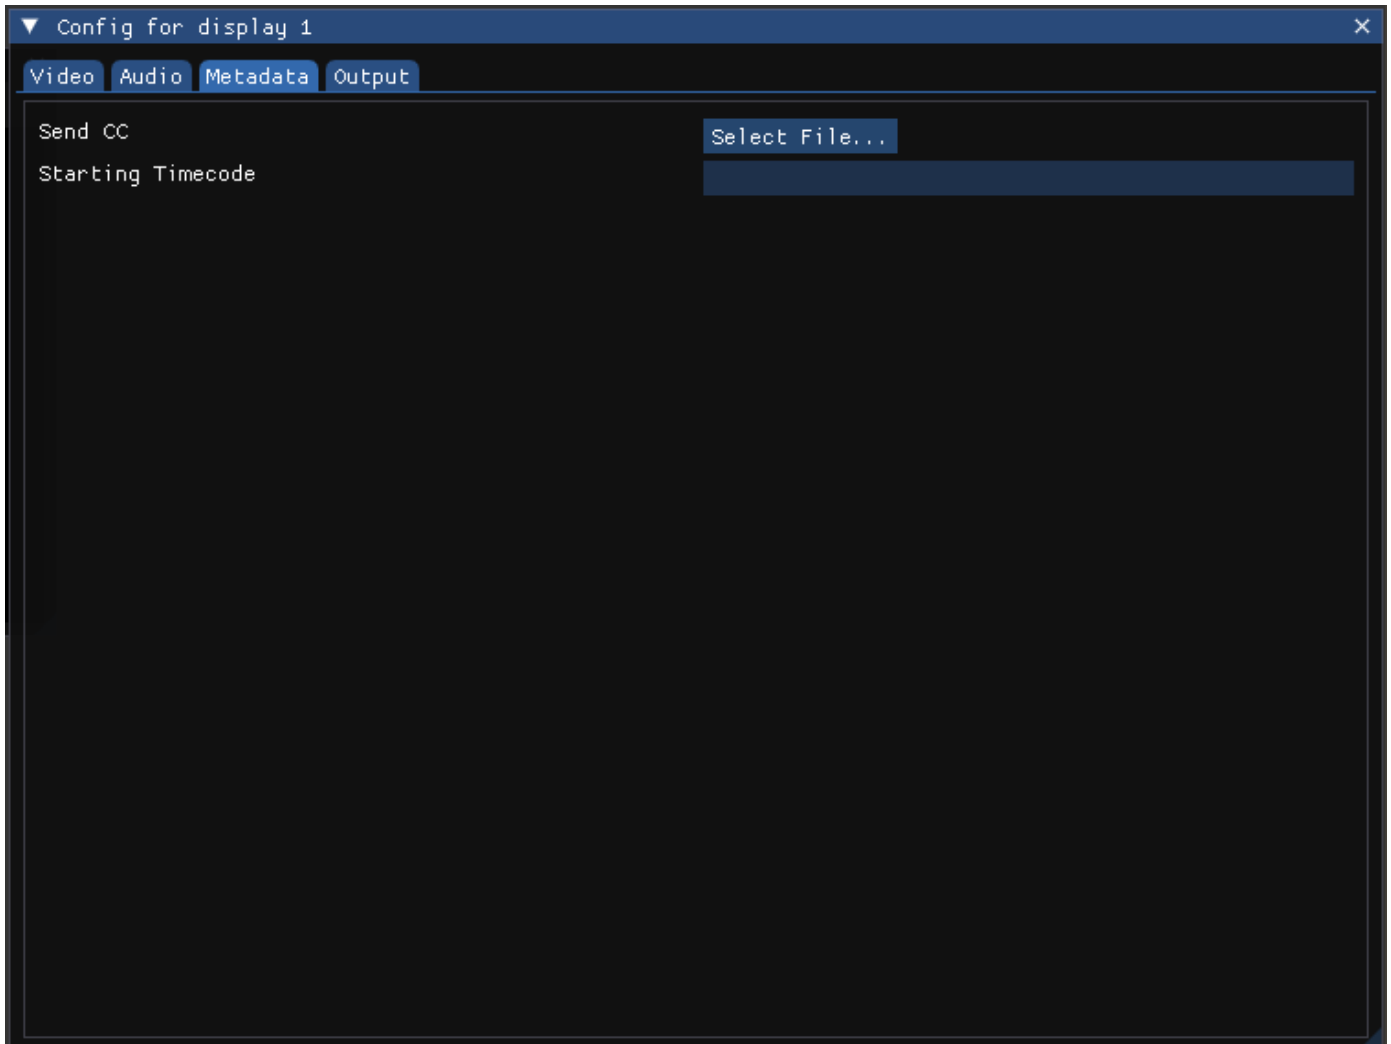 Config for display 1
Video Audio Metadata Output
Send CC Select File...
Starting Timecode